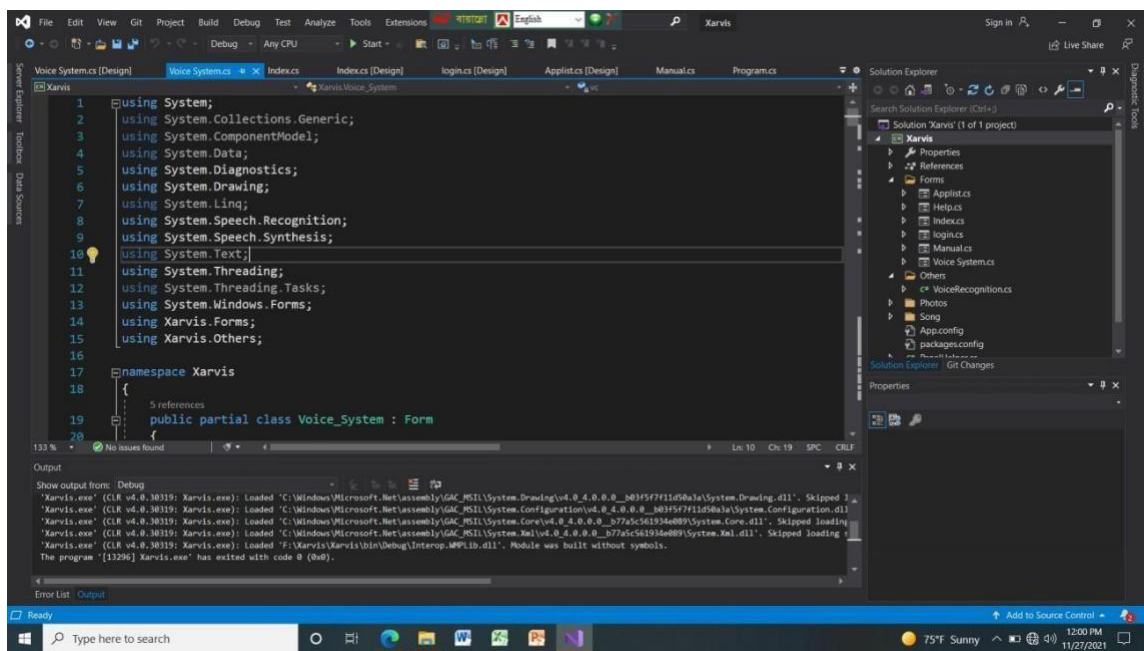 File Edit View Git Project Build Debug Test Analyze Tools Extensions English Xarvis Sign in
Debug Any CPU Start Live Share
Voice System.cs [Design] Voice System.cs Index.cs Index.cs [Design] login.cs [Design] Applist.cs [Design] Manual.cs Program.cs
Xarvis Xarvis.Voice_System vc
1 using System;
2 using System.Collections.Generic;
3 using System.ComponentModel;
4 using System.Data;
5 using System.Diagnostics;
6 using System.Drawing;
7 using System.Linq;
8 using System.Speech.Recognition;
9 using System.Speech.Synthesis;
10 using System.Text;
11 using System.Threading;
12 using System.Threading.Tasks;
13 using System.Windows.Forms;
14 using Xarvis.Forms;
15 using Xarvis.Others;
16
17 namespace Xarvis
18 {
5 references
19 public partial class Voice_System : Form
20 {
133 % No issues found Ln: 10 Ch: 19 SPC CRLF
Server Explorer
Toolbox
Data Sources
Output
Show output from: Debug
'Xarvis.exe' (CLR v4.0.30319: Xarvis.exe): Loaded 'C:\Windows\Microsoft.Net\assembly\GAC_MSIL\System.Drawing\v4.0_4.0.0.0__b03f5f7f11d50a3a\System.Drawing.dll'. Skipped
'Xarvis.exe' (CLR v4.0.30319: Xarvis.exe): Loaded 'C:\Windows\Microsoft.Net\assembly\GAC_MSIL\System.Configuration\v4.0_4.0.0.0__b03f5f7f11d50a3a\System.Configuration.dll
'Xarvis.exe' (CLR v4.0.30319: Xarvis.exe): Loaded 'C:\Windows\Microsoft.Net\assembly\GAC_MSIL\System.Core\v4.0_4.0.0.0__b77a5c561934e089\System.Core.dll'. Skipped loading
'Xarvis.exe' (CLR v4.0.30319: Xarvis.exe): Loaded 'C:\Windows\Microsoft.Net\assembly\GAC_MSIL\System.Xml\v4.0_4.0.0.0__b77a5c561934e089\System.Xml.dll'. Skipped loading
'Xarvis.exe' (CLR v4.0.30319: Xarvis.exe): Loaded 'F:\Xarvis\Xarvis\bin\Debug\Interop.WMPLib.dll'. Module was built without symbols.
The program '[13296] Xarvis.exe' has exited with code 0 (0x0).
Error List Output
Solution Explorer
Search Solution Explorer (Ctrl+;)
Solution 'Xarvis' (1 of 1 project)
Xarvis
Properties
References
Forms
Applist.cs
Help.cs
Index.cs
login.cs
Manual.cs
Voice System.cs
Others
C# VoiceRecognition.cs
Photos
Song
App.config
packages.config
Solution Explorer Git Changes
Properties
Diagnostic Tools
Ready Add to Source Control 2
Type here to search 75°F Sunny 12:00 PM
11/27/2021